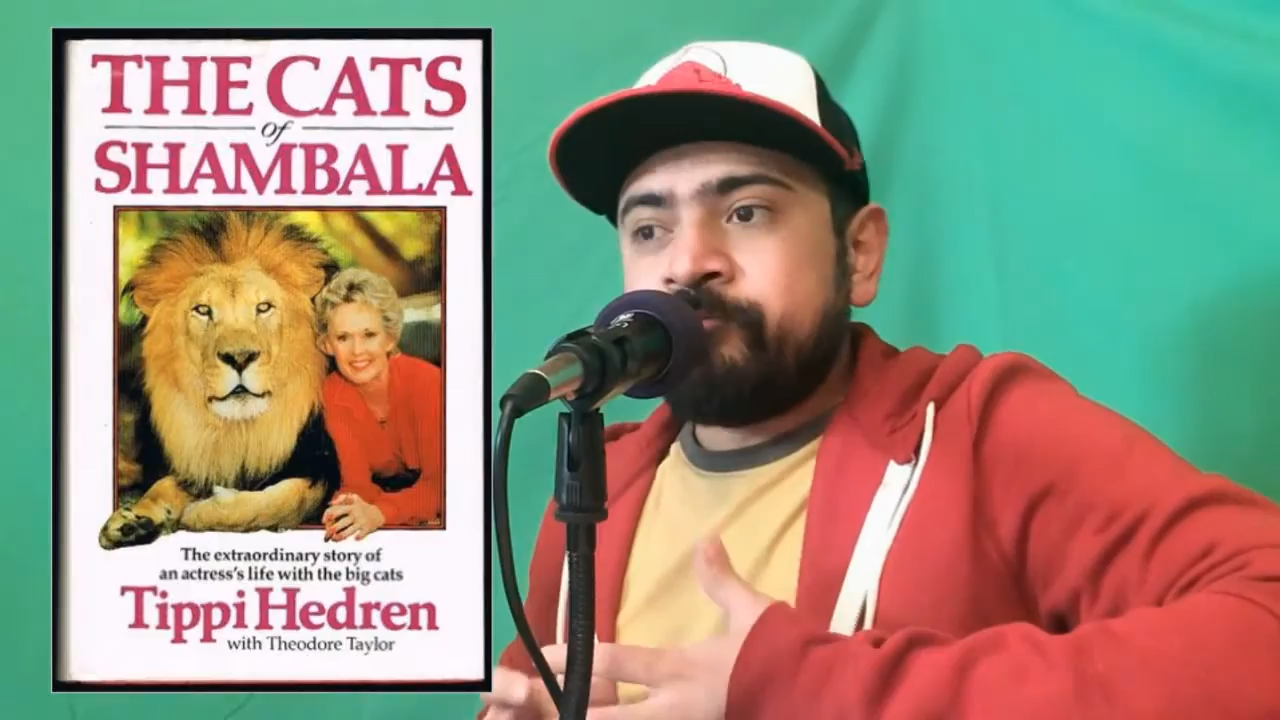 THE CATS
of
SHAMBALA
The extraordinary story of
an actress's life with the big cats
Tippi Hedren
with Theodore Taylor